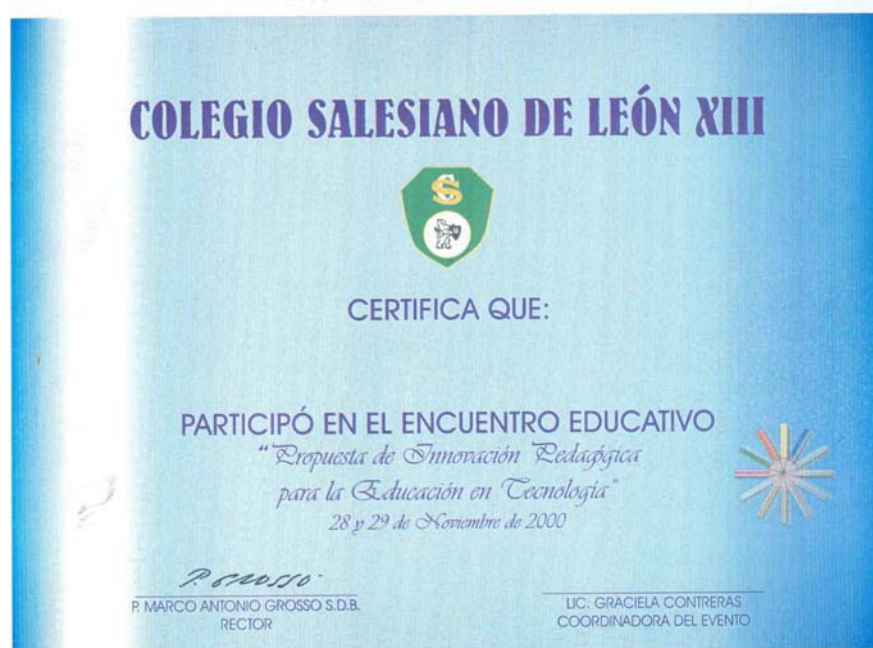 COLEGIO SALESIANO DE LEÓN XIII
CS
CERTIFICA QUE:
PARTICIPÓ EN EL ENCUENTRO EDUCATIVO
"Propuesta de Innovación Pedagógica
para la Educación en Tecnología"
28 y 29 de Noviembre de 2000
P. GROSSO
P. MARCO ANTONIO GROSSO S.D.B.
RECTOR
LIC. GRACIELA CONTRERAS
COORDINADORA DEL EVENTO